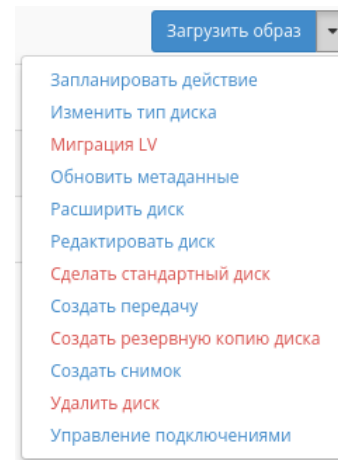 Загрузить образ
Запланировать действие
Изменить тип диска
Миграция LV
Обновить метаданные
Расширить диск
Редактировать диск
Сделать стандартный диск
Создать передачу
Создать резервную копию диска
Создать снимок
Удалить диск
Управление подключениями